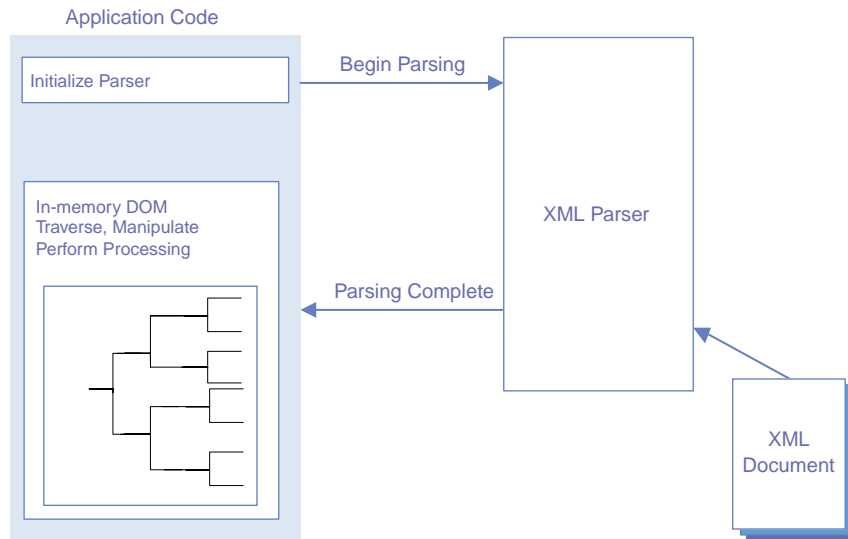 Application Code
Initialize Parser
Begin Parsing
In-memory DOM
Traverse, Manipulate
Perform Processing
XML Parser
Parsing Complete
XML
Document